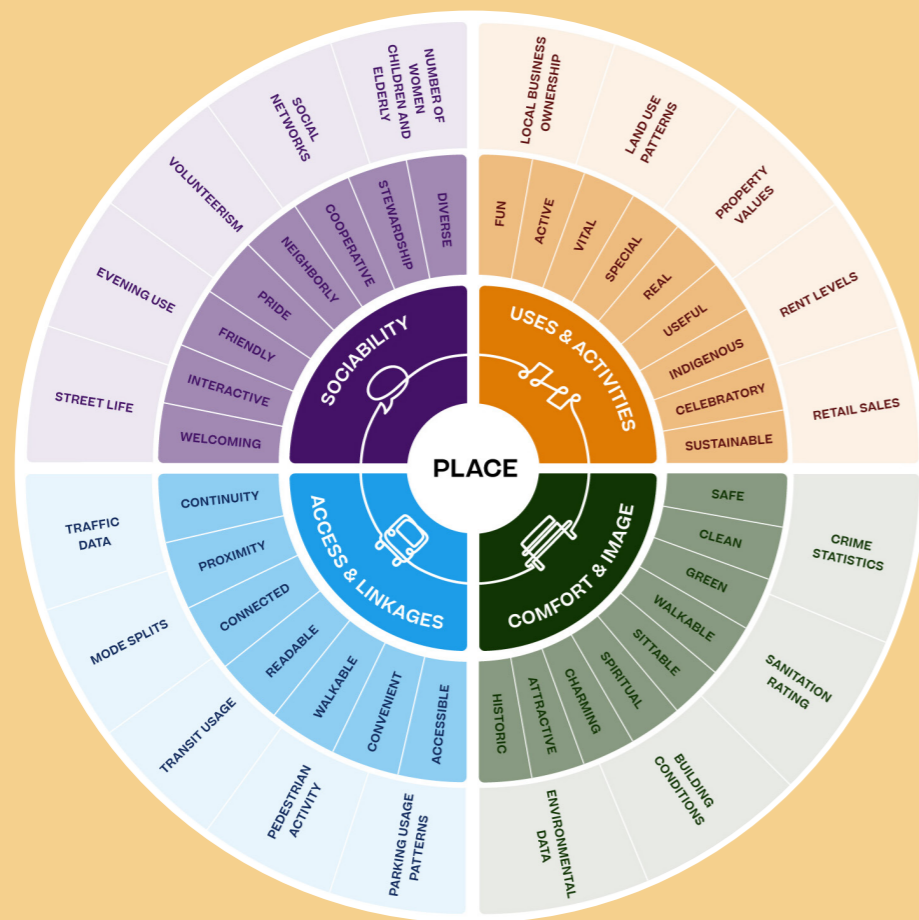 PLACE
SOCIABILITY
DIVERSE
STEWARDSHIP
COOPERATIVE
NEIGHBORLY
PRIDE
FRIENDLY
INTERACTIVE
WELCOMING
NUMBER OF
WOMEN
CHILDREN AND
ELDERLY
SOCIAL
NETWORKS
VOLUNTEERISM
EVENING USE
STREET LIFE
USES & ACTIVITIES
FUN
ACTIVE
VITAL
SPECIAL
REAL
USEFUL
INDIGENOUS
CELEBRATORY
SUSTAINABLE
LOCAL BUSINESS
OWNERSHIP
LAND USE
PATTERNS
PROPERTY
VALUES
RENT LEVELS
RETAIL SALES
ACCESS & LINKAGES
CONTINUITY
PROXIMITY
CONNECTED
READABLE
WALKABLE
CONVENIENT
ACCESSIBLE
TRAFFIC
DATA
MODE SPLITS
TRANSIT USAGE
PEDESTRIAN
ACTIVITY
PARKING USAGE
PATTERNS
COMFORT & IMAGE
SAFE
CLEAN
GREEN
WALKABLE
SITTABLE
SPIRITUAL
CHARMING
ATTRACTIVE
HISTORIC
CRIME
STATISTICS
SANITATION
RATING
BUILDING
CONDITIONS
ENVIRONMENTAL
DATA